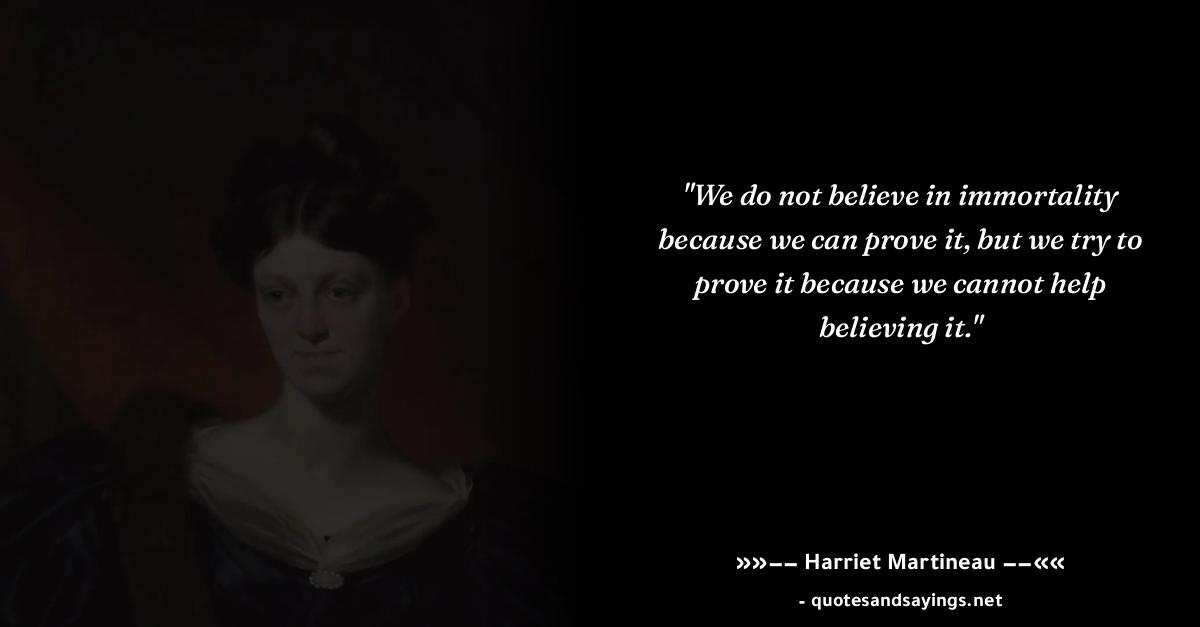 "We do not believe in immortality
because we can prove it, but we try to
prove it because we cannot help
believing it."
»»–– Harriet Martineau ––««
- quotesandsayings.net